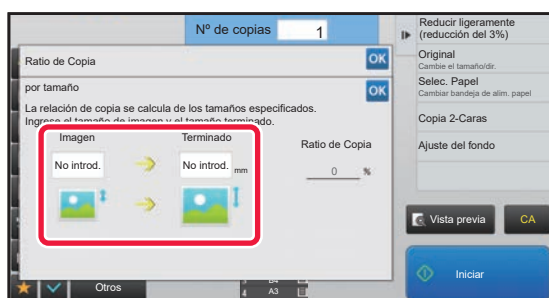 Nº de copias 1
Ratio de Copia OK
por tamaño OK
La relación de copia se calcula de los tamaños especificados.
Ingrese el tamaño de imagen y el tamaño terminado.
Imagen Terminado Ratio de Copia
No introd. No introd. mm 0 %
Reducir ligeramente
(reducción del 3%)
Original
Cambie el tamaño/dir.
Selec. Papel
Cambiar bandeja de alim. papel
Copia 2-Caras
Ajuste del fondo
Vista previa CA
Iniciar
Otros
4 A3